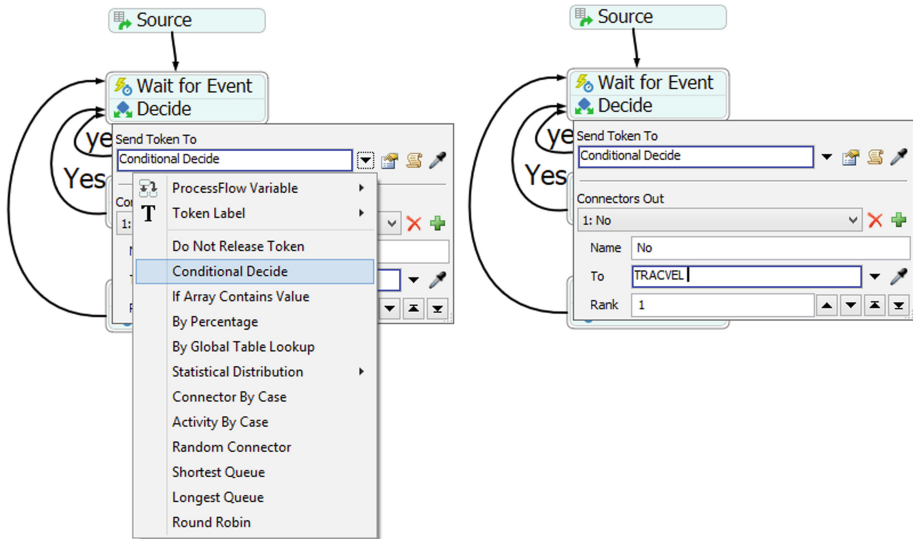 Source
Wait for Event
Decide
ye
Yes
Send Token To
Conditional Decide
ProcessFlow Variable
T Token Label
Do Not Release Token
Conditional Decide
If Array Contains Value
By Percentage
By Global Table Lookup
Statistical Distribution
Connector By Case
Activity By Case
Random Connector
Shortest Queue
Longest Queue
Round Robin
1:
Source
Wait for Event
Decide
ye
Yes
Send Token To
Conditional Decide
Connectors Out
1: No
Name No
To TRACVEL
Rank 1